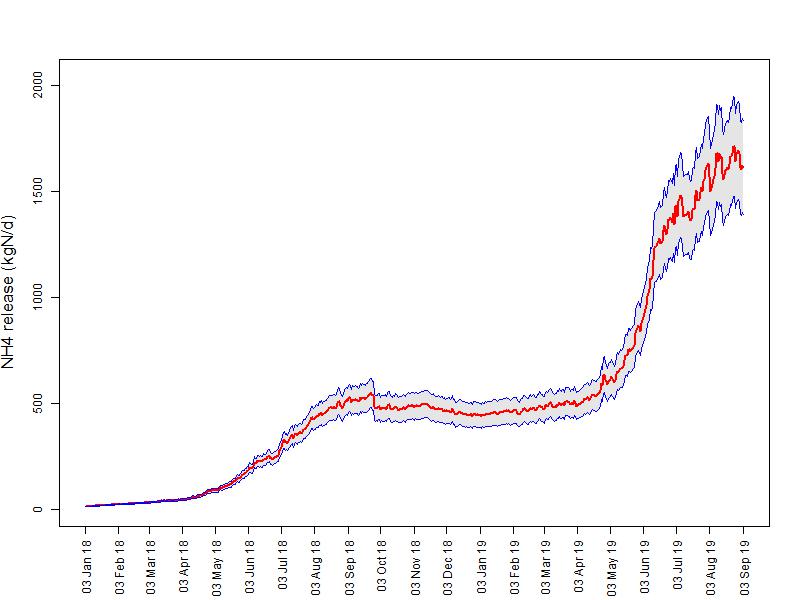 NH4 release (kgN/d)
2000
1500
1000
500
0
03 Jan 18
03 Feb 18
03 Mar 18
03 Apr 18
03 May 18
03 Jun 18
03 Jul 18
03 Aug 18
03 Sep 18
03 Oct 18
03 Nov 18
03 Dec 18
03 Jan 19
03 Feb 19
03 Mar 19
03 Apr 19
03 May 19
03 Jun 19
03 Jul 19
03 Aug 19
03 Sep 19